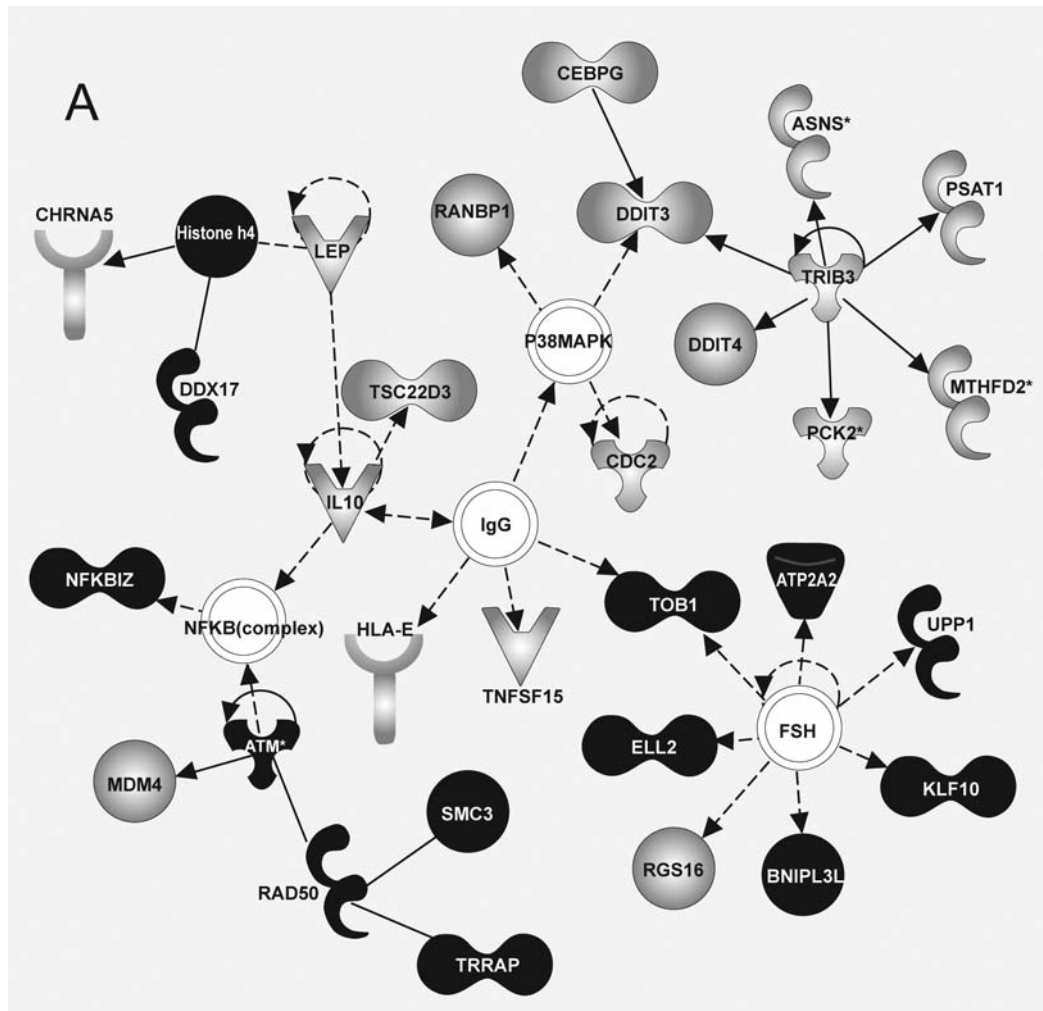 A
CEBPG
ASNS*
PSAT1
CHRNA5
Histone h4
LEP
RANBP1
DDIT3
TRIB3
P38MAPK
DDIT4
DDX17
TSC22D3
MTHFD2*
PCK2*
CDC2
IL10
IgG
NFKBIZ
ATP2A2
TOB1
UPP1
NFKB(complex)
HLA-E
TNFSF15
FSH
ATM*
ELL2
MDM4
KLF10
SMC3
RGS16
BNIPL3L
RAD50
TRRAP